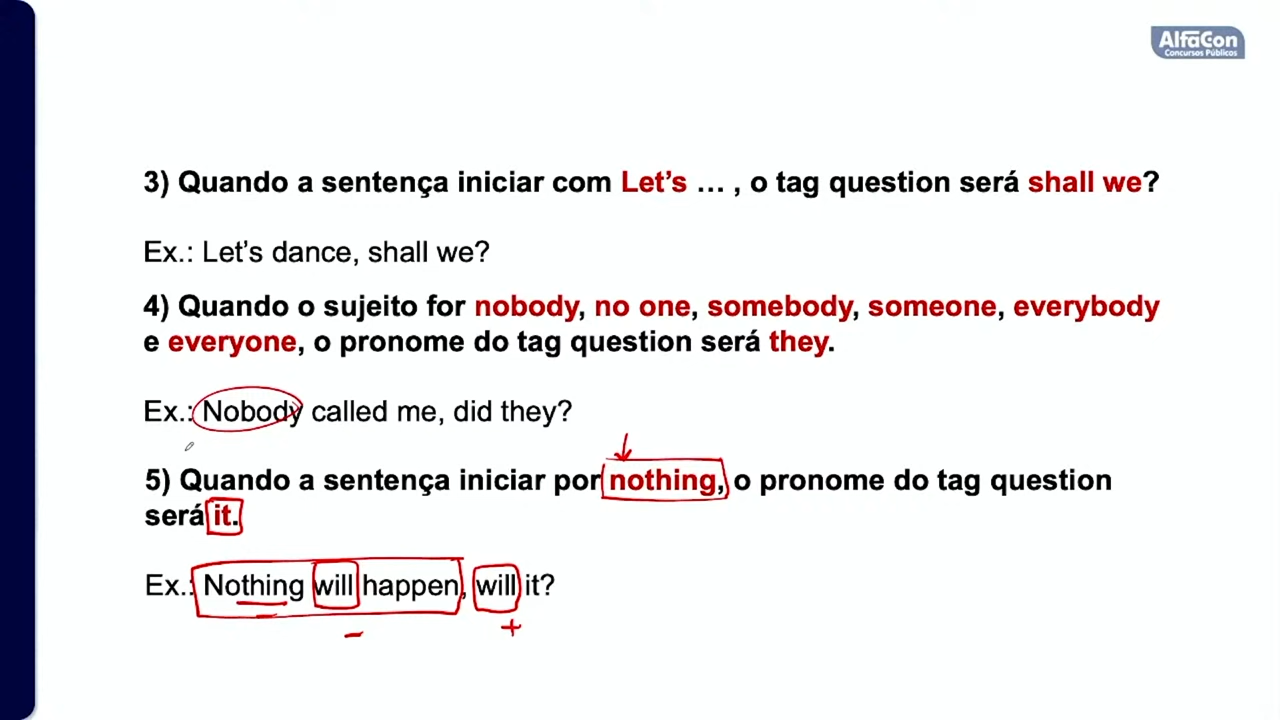 AlfaCon
Concursos Públicos
3) Quando a sentença iniciar com Let’s … , o tag question será shall we?
Ex.: Let’s dance, shall we?
4) Quando o sujeito for nobody, no one, somebody, someone, everybody
e everyone, o pronome do tag question será they.
Ex.: Nobody called me, did they?
5) Quando a sentença iniciar por nothing, o pronome do tag question
será it.
Ex.: Nothing will happen, will it?
- +